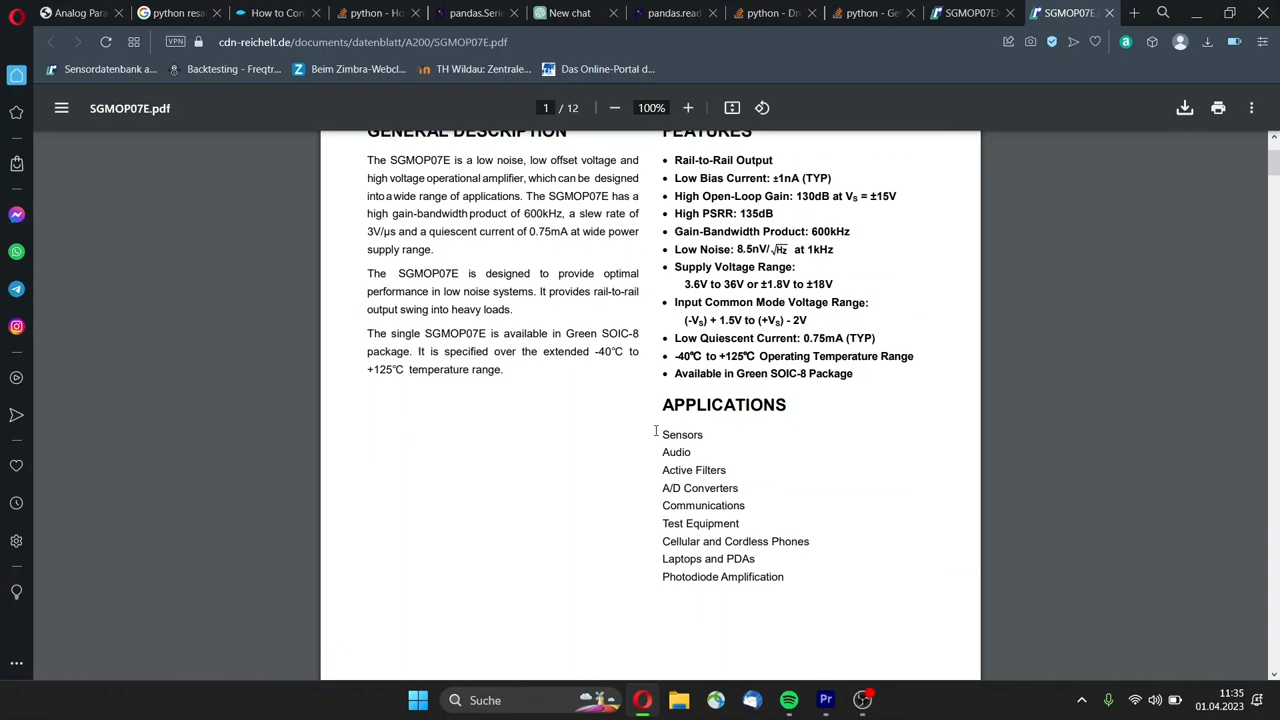 Analog Para
python resa
How to Con
python - Ho
pandas.Serie
New chat
pandas.read
python - Dr
python - Ge
SGMOP07E
SGMOP07E.p
VPN
cdn-reichelt.de/documents/datenblatt/A200/SGMOP07E.pdf
Sensordatenbank a...
Backtesting - Freqtr...
Beim Zimbra-Webcl...
TH Wildau: Zentrale...
Das Online-Portal d...
SGMOP07E.pdf
1 / 12
100%
GENERAL DESCRIPTION
The SGMOP07E is a low noise, low offset voltage and
high voltage operational amplifier, which can be designed
into a wide range of applications. The SGMOP07E has a
high gain-bandwidth product of 600kHz, a slew rate of
3V/μs and a quiescent current of 0.75mA at wide power
supply range.
The SGMOP07E is designed to provide optimal
performance in low noise systems. It provides rail-to-rail
output swing into heavy loads.
The single SGMOP07E is available in Green SOIC-8
package. It is specified over the extended -40℃ to
+125℃ temperature range.
FEATURES
• Rail-to-Rail Output
• Low Bias Current: ±1nA (TYP)
• High Open-Loop Gain: 130dB at VS = ±15V
• High PSRR: 135dB
• Gain-Bandwidth Product: 600kHz
• Low Noise: 8.5nV/√Hz at 1kHz
• Supply Voltage Range:
3.6V to 36V or ±1.8V to ±18V
• Input Common Mode Voltage Range:
(-VS) + 1.5V to (+VS) - 2V
• Low Quiescent Current: 0.75mA (TYP)
• -40℃ to +125℃ Operating Temperature Range
• Available in Green SOIC-8 Package
APPLICATIONS
Sensors
Audio
Active Filters
A/D Converters
Communications
Test Equipment
Cellular and Cordless Phones
Laptops and PDAs
Photodiode Amplification
Suche
Pr
11:35
01.04.2023